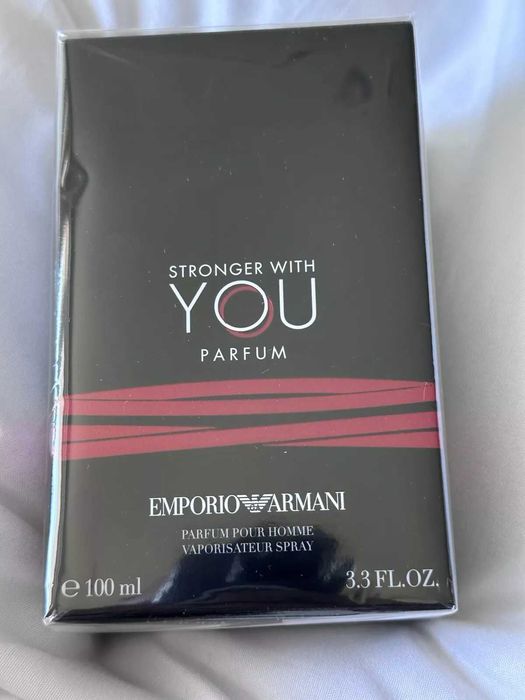 STRONGER WITH
YOU
PARFUM
EMPORIO ARMANI
PARFUM POUR HOMME
VAPORISATEUR SPRAY
e 100 ml 3.3 FL.OZ.